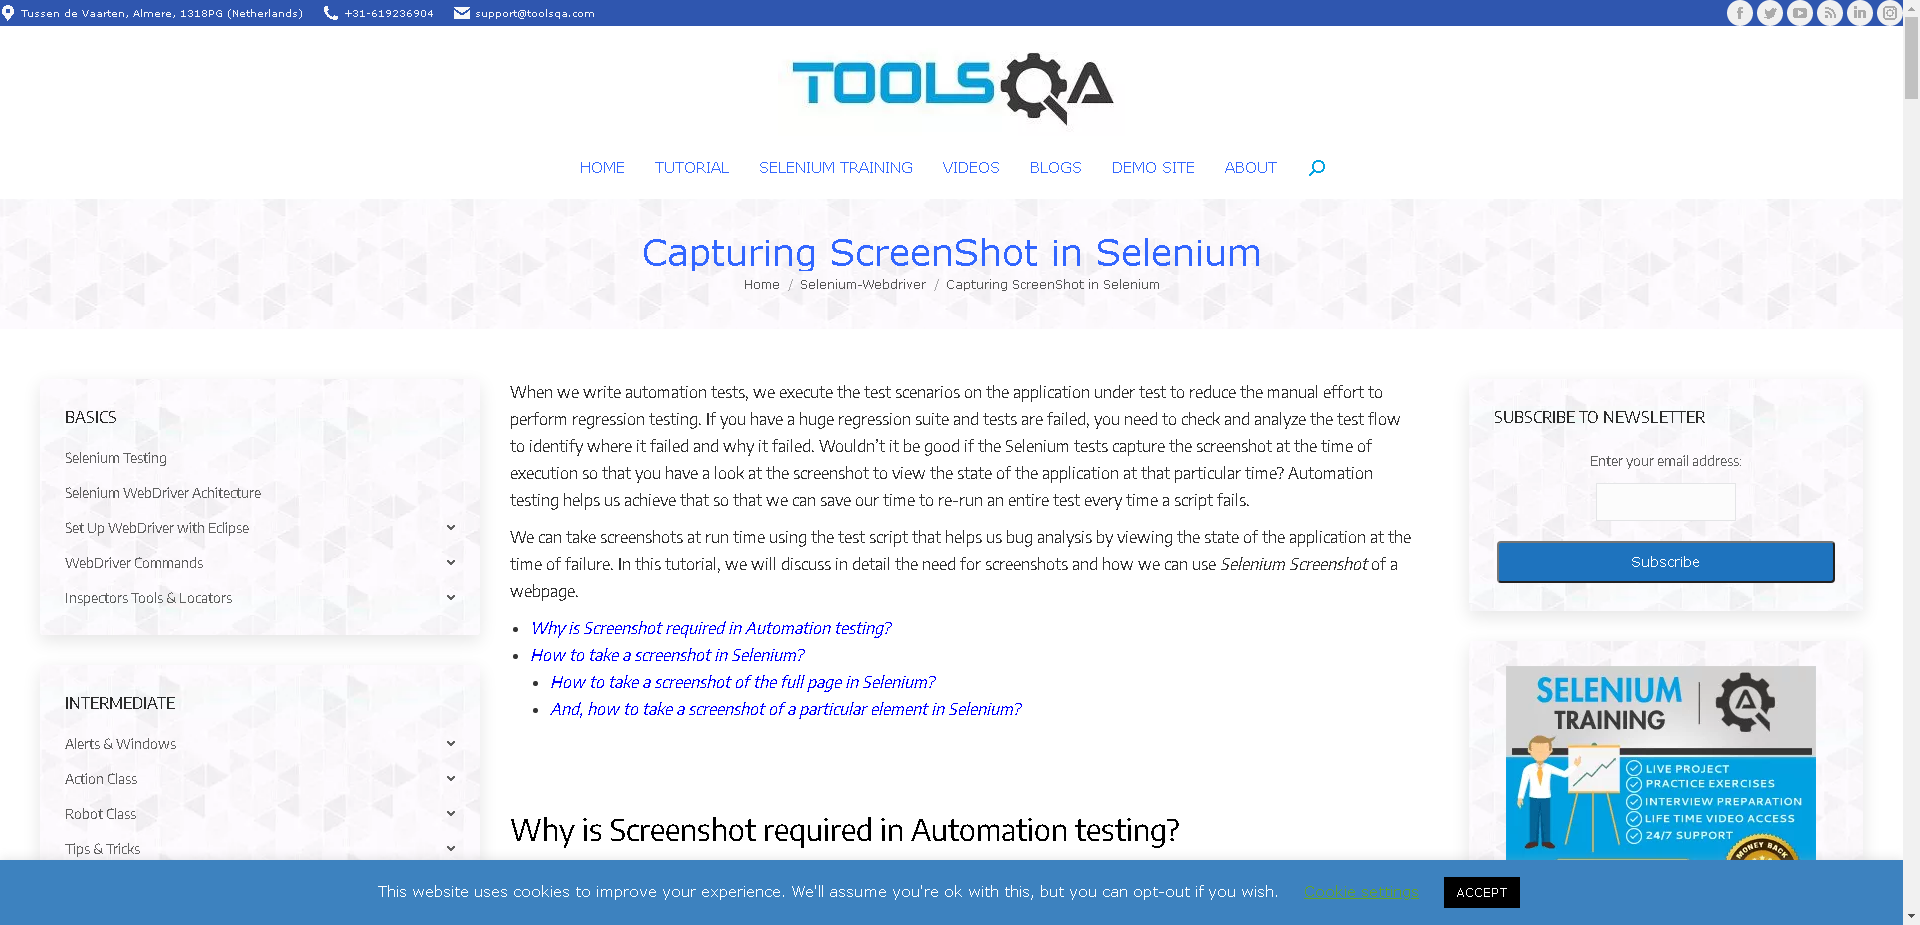 Tussen de Vaarten, Almere, 1318PG (Netherlands) +31-619236904 support@toolsqa.com
TOOLSQA
HOME TUTORIAL SELENIUM TRAINING VIDEOS BLOGS DEMO SITE ABOUT
Capturing ScreenShot in Selenium
Home / Selenium-Webdriver / Capturing ScreenShot in Selenium
BASICS
Selenium Testing
Selenium WebDriver Achitecture
Set Up WebDriver with Eclipse
WebDriver Commands
Inspectors Tools & Locators
INTERMEDIATE
Alerts & Windows
Action Class
Robot Class
Tips & Tricks
When we write automation tests, we execute the test scenarios on the application under test to reduce the manual effort to
perform regression testing. If you have a huge regression suite and tests are failed, you need to check and analyze the test flow
to identify where it failed and why it failed. Wouldn't it be good if the Selenium tests capture the screenshot at the time of
execution so that you have a look at the screenshot to view the state of the application at that particular time? Automation
testing helps us achieve that so that we can save our time to re-run an entire test every time a script fails.
We can take screenshots at run time using the test script that helps us bug analysis by viewing the state of the application at the
time of failure. In this tutorial, we will discuss in detail the need for screenshots and how we can use Selenium Screenshot of a
webpage.
Why is Screenshot required in Automation testing?
How to take a screenshot in Selenium?
How to take a screenshot of the full page in Selenium?
And, how to take a screenshot of a particular element in Selenium?
Why is Screenshot required in Automation testing?
SUBSCRIBE TO NEWSLETTER
Enter your email address:
Subscribe
SELENIUM
TRAINING
QA
LIVE PROJECT
PRACTICE EXERCISES
INTERVIEW PREPARATION
LIFE TIME VIDEO ACCESS
24/7 SUPPORT
MONEY BACK
This website uses cookies to improve your experience. We'll assume you're ok with this, but you can opt-out if you wish. Cookie settings ACCEPT